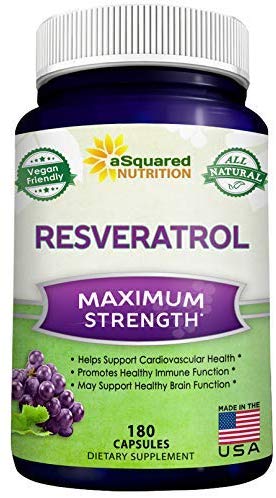 aSquared
NUTRITION
Vegan
Friendly
ALL
NATURAL
RESVERATROL
MAXIMUM
STRENGTH*
• Helps Support Cardiovascular Health*
• Promotes Healthy Immune Function*
• May Support Healthy Brain Function*
180
CAPSULES
DIETARY SUPPLEMENT
MADE IN
USA